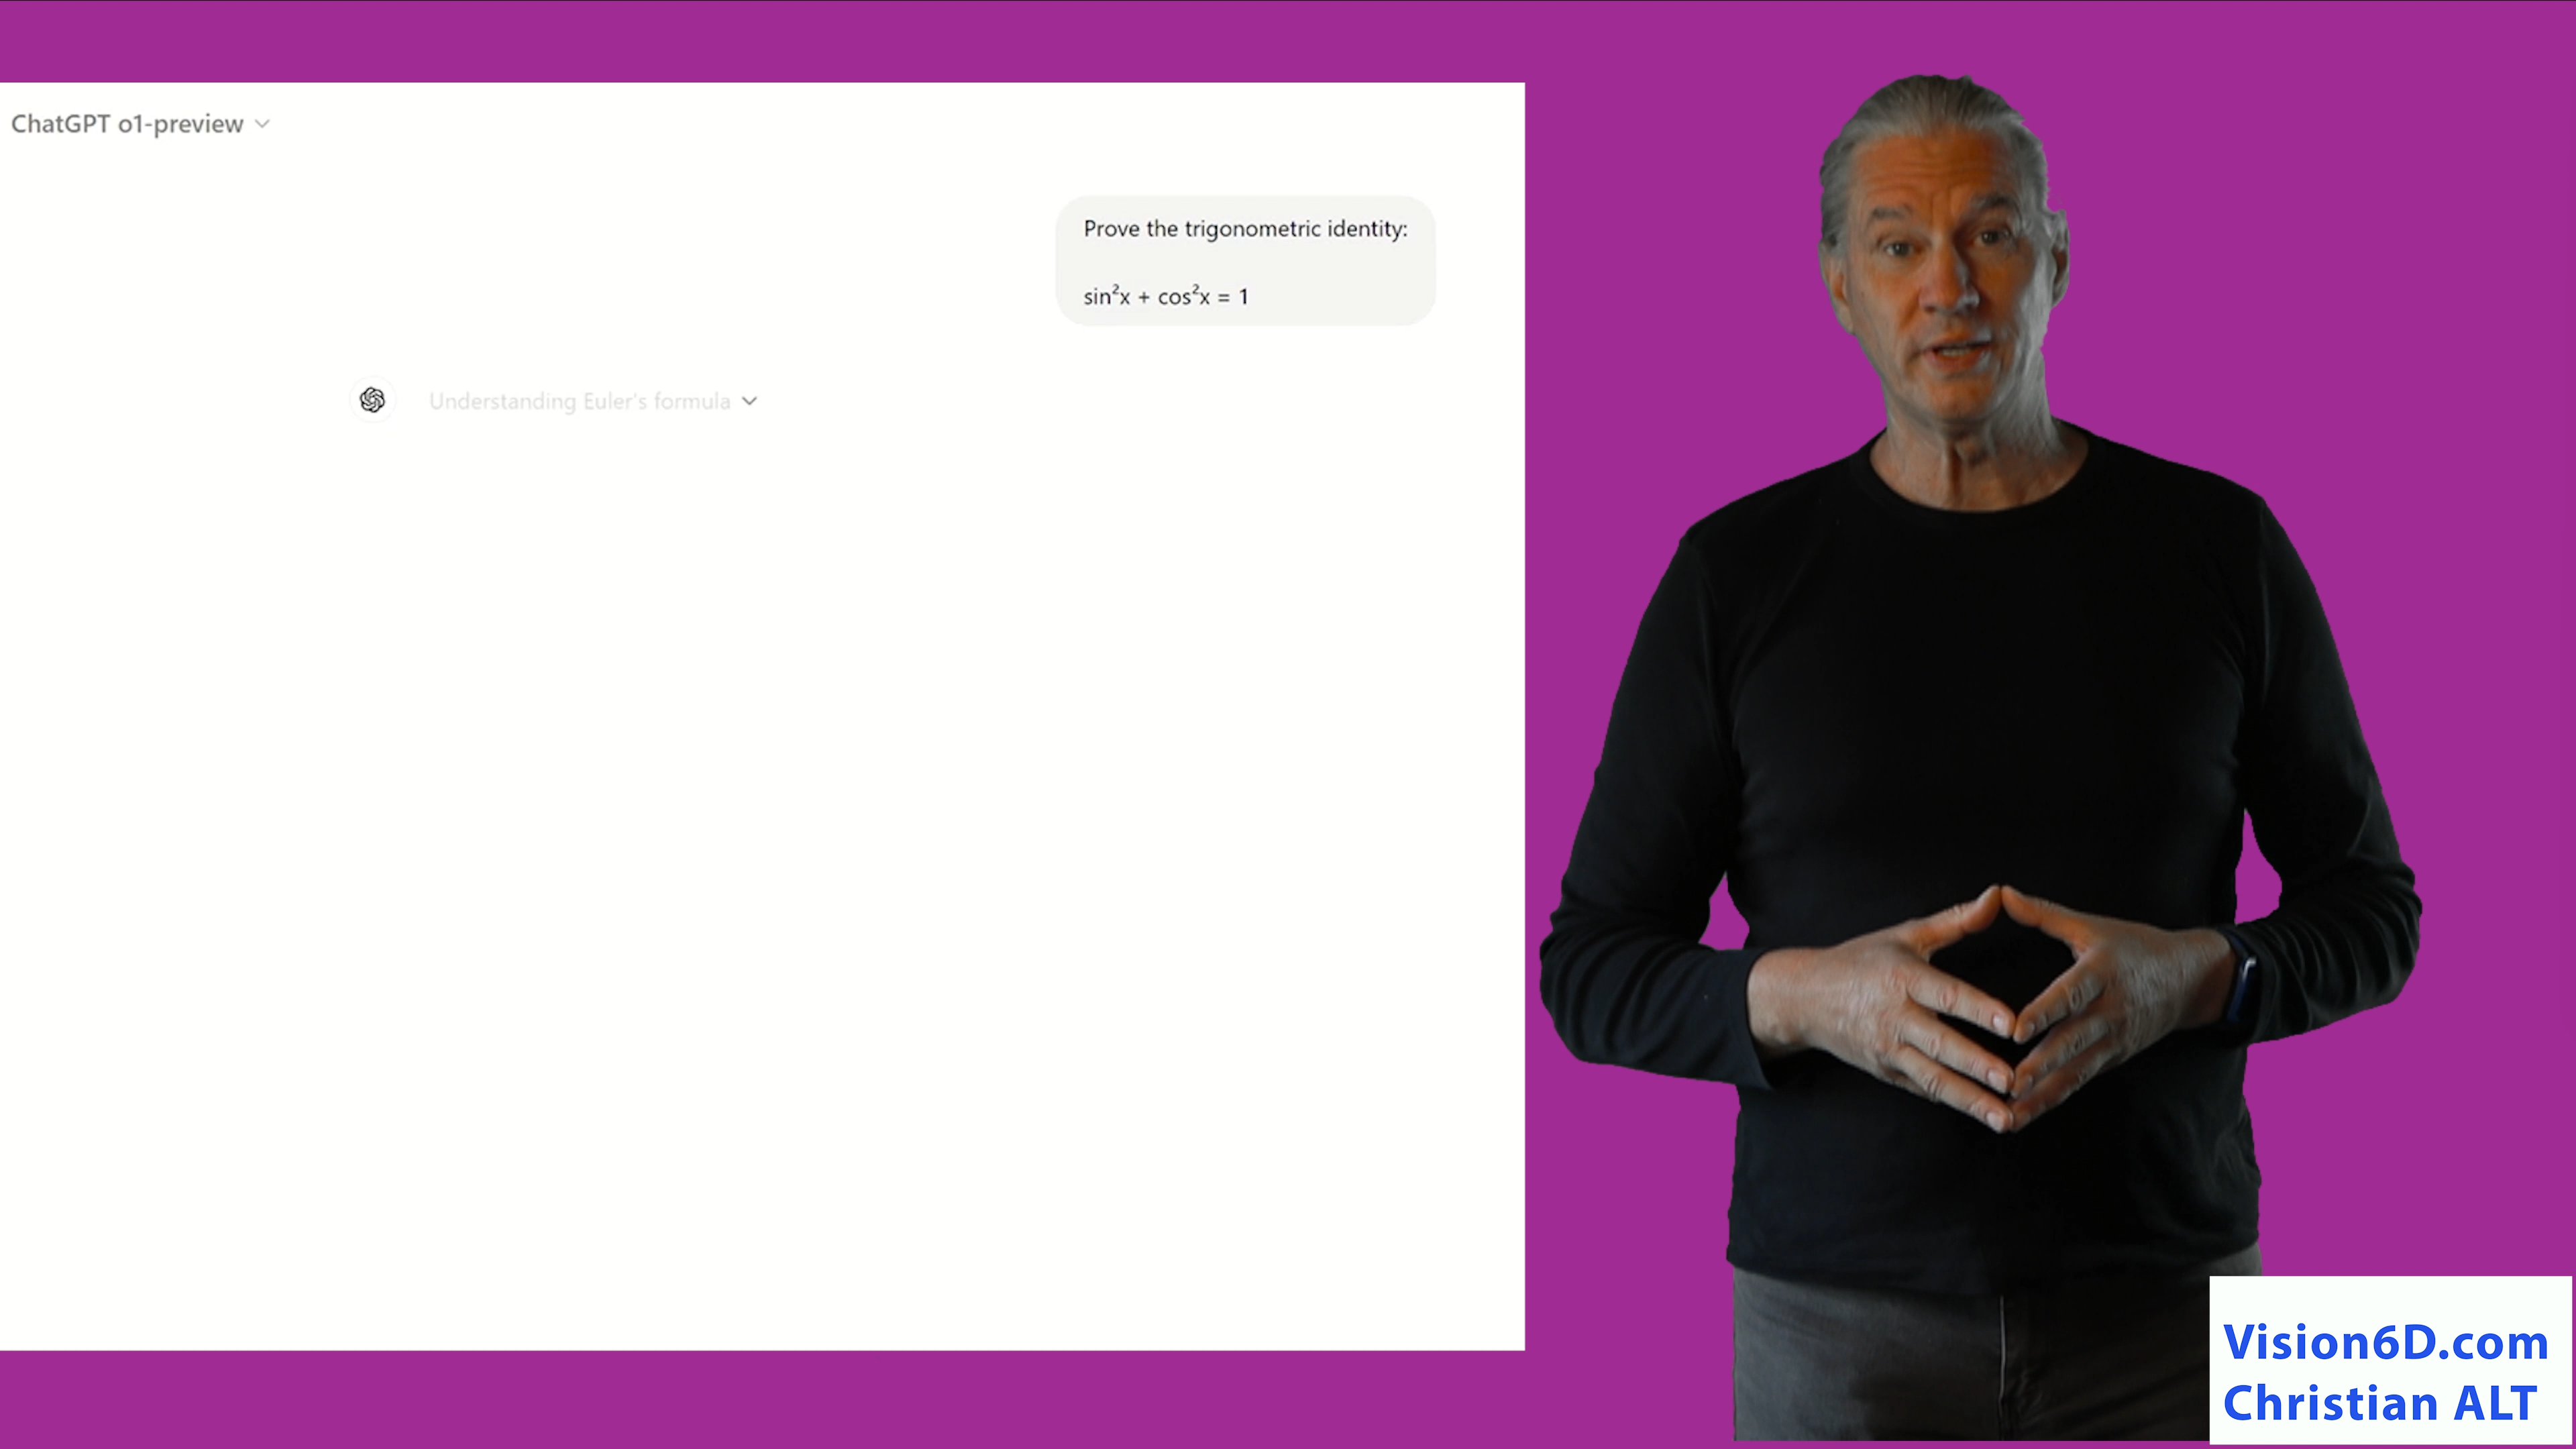 ChatGPT o1-preview
Prove the trigonometric identity:
sin²x + cos²x = 1
Understanding Euler's formula
Vision6D.com
Christian ALT